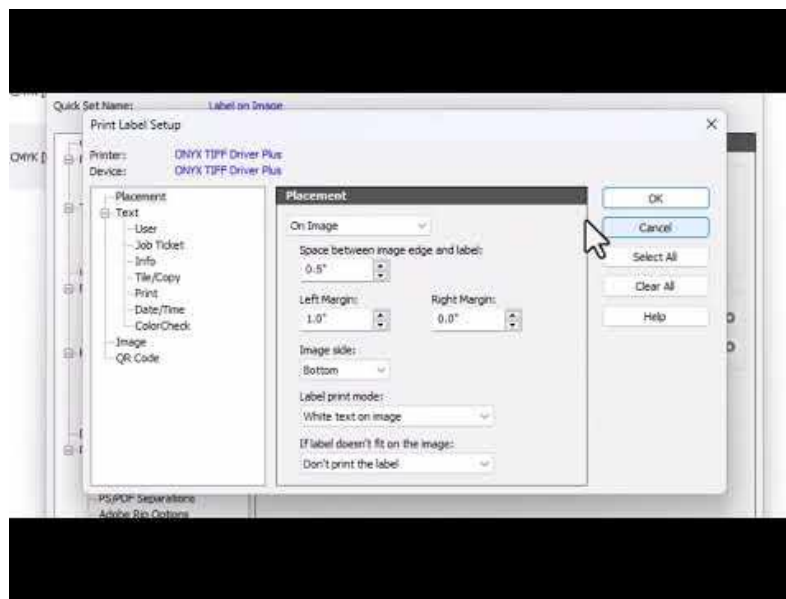 Quick Set Name: Label on Image
Print Label Setup
CMYK
Printer: ONYX TIFF Driver Plus
Device: ONYX TIFF Driver Plus
Placement
Text
User
Job Ticket
Info
Tile/Copy
Print
Date/Time
ColorCheck
Image
QR Code
Placement
On Image
Space between image edge and label:
0.5"
Left Margin: Right Margin:
1.0" 0.0"
Image side:
Bottom
Label print mode:
White text on image
If label doesn't fit on the image:
Don't print the label
OK
Cancel
Select All
Clear All
Help
PS/PDF Separations
Adobe Rip Options